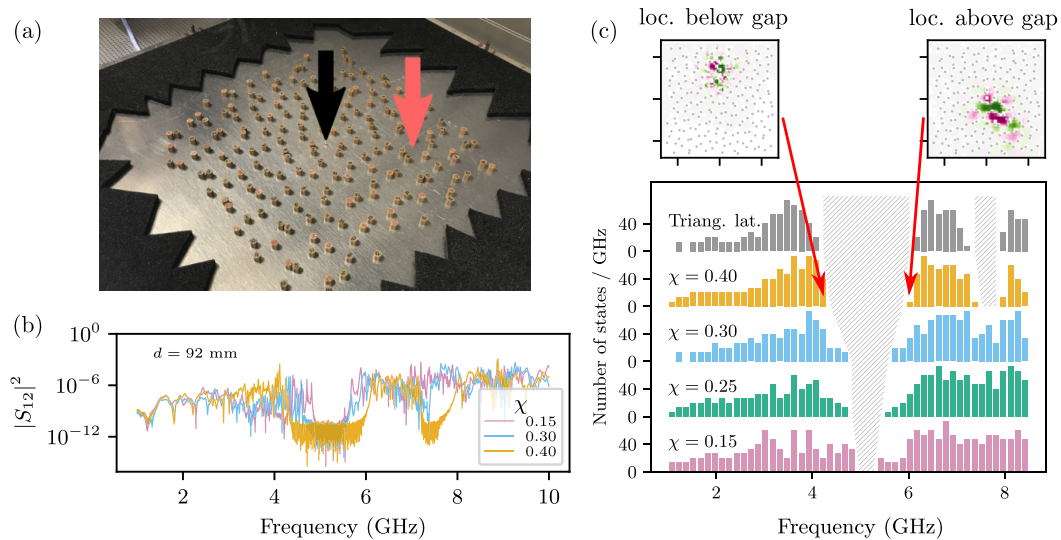 (a)
(b)
10⁰
10⁻⁶
10⁻¹²
|S₁₂|²
d = 92 mm
χ
0.15
0.30
0.40
2
4
6
8
10
Frequency (GHz)
(c)
loc. below gap
loc. above gap
Number of states / GHz
40
0
Triang. lat.
40
0
χ = 0.40
40
0
χ = 0.30
40
0
χ = 0.25
40
0
χ = 0.15
2
4
6
8
Frequency (GHz)